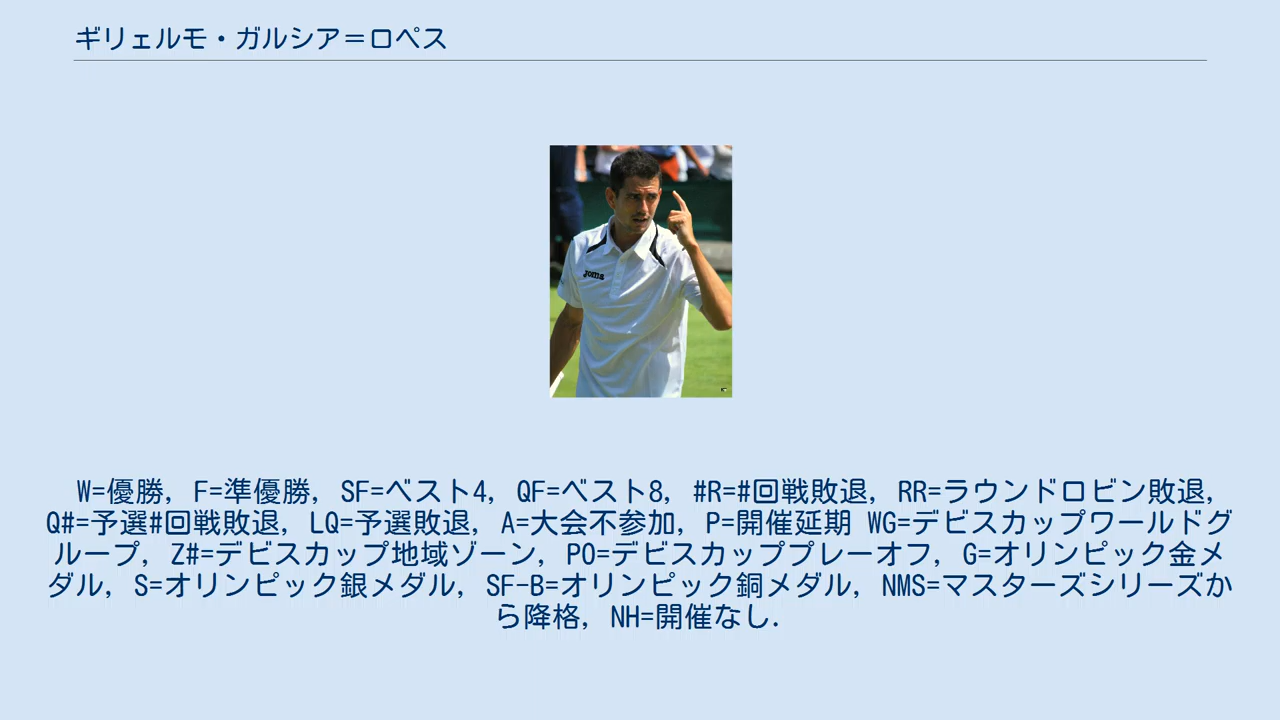 ギリェルモ・ガルシア＝ロペス
joma
W=優勝, F=準優勝, SF=ベスト4, QF=ベスト8, #R=#回戦敗退, RR=ラウンドロビン敗退,
Q#=予選#回戦敗退, LQ=予選敗退, A=大会不参加, P=開催延期 WG=デビスカップワールドグ
ループ, Z#=デビスカップ地域ゾーン, PO=デビスカッププレーオフ, G=オリンピック金メ
ダル, S=オリンピック銀メダル, SF-B=オリンピック銅メダル, NMS=マスターズシリーズか
ら降格, NH=開催なし.